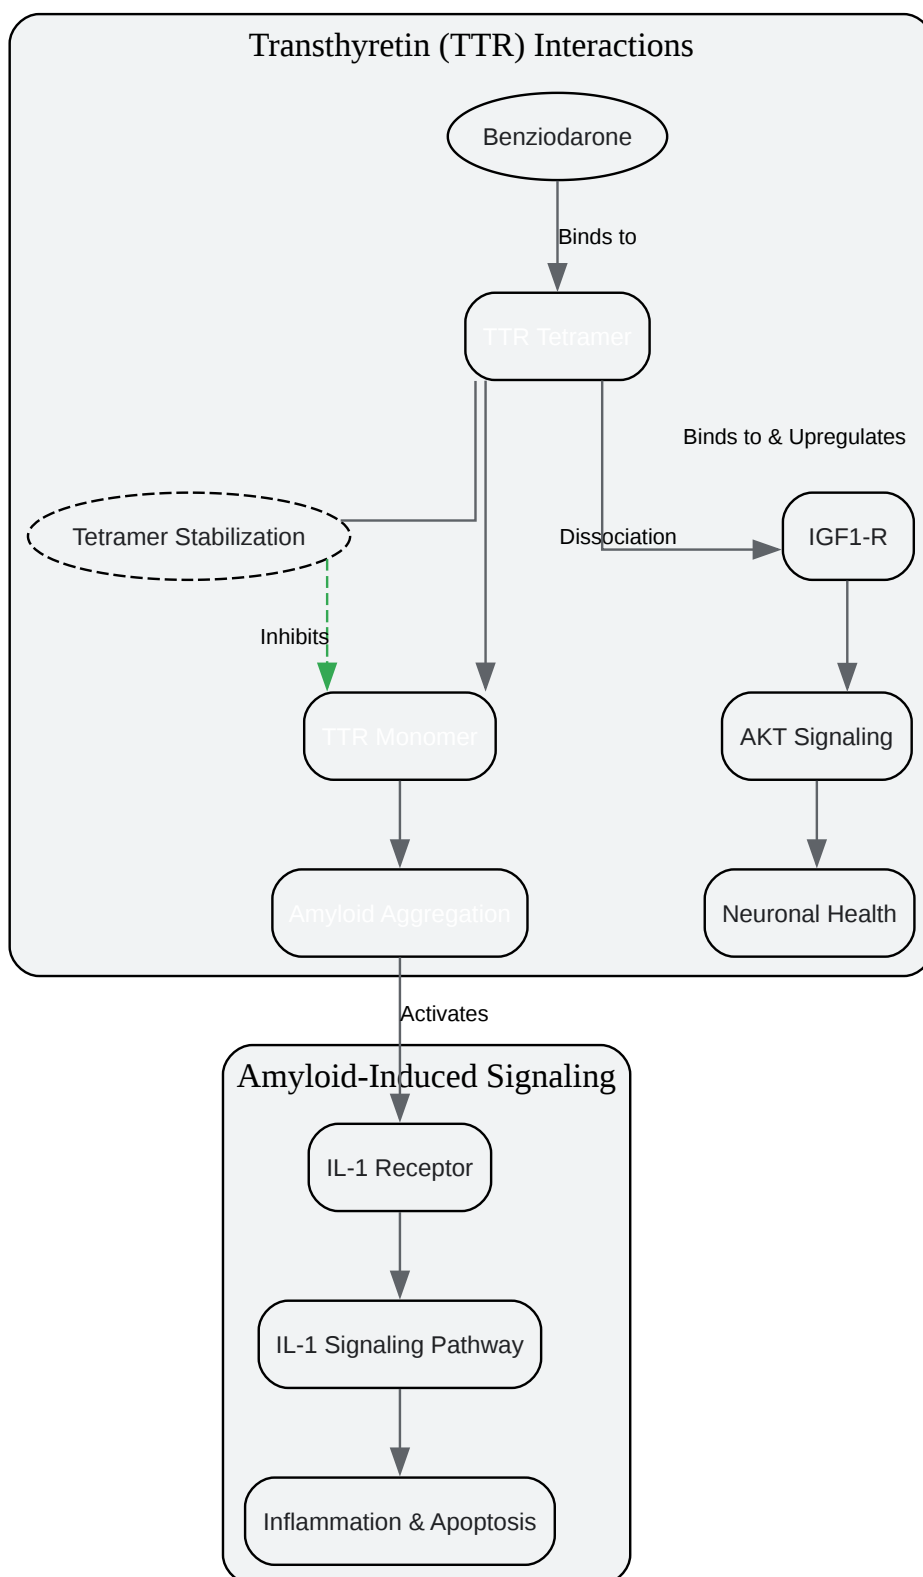 Transthyretin (TTR) Interactions
Benziodarone
Binds to
TTR Tetramer
Binds to & Upregulates
Tetramer Stabilization
Dissociation
IGF1-R
Inhibits
TTR Monomer
AKT Signaling
Amyloid Aggregation
Neuronal Health
Activates
Amyloid-Induced Signaling
IL-1 Receptor
IL-1 Signaling Pathway
Inflammation & Apoptosis